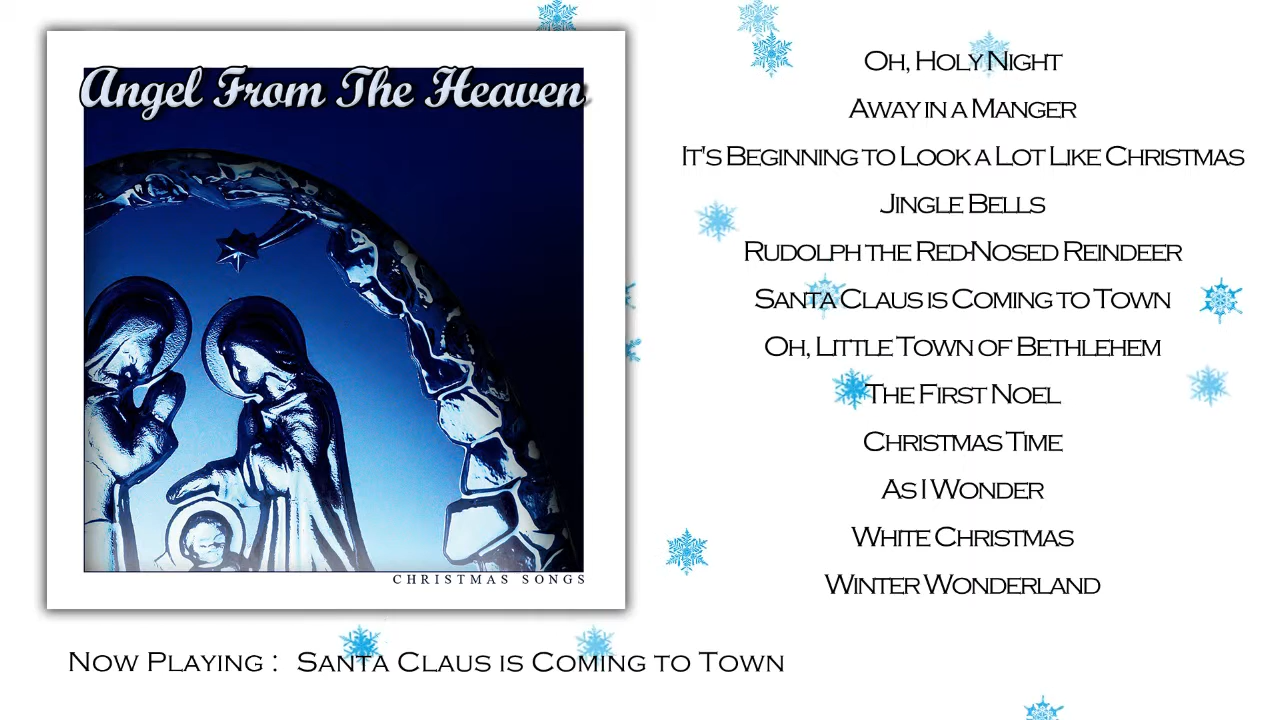 Angel From The Heaven
CHRISTMAS SONGS
OH, HOLY NIGHT
AWAY IN A MANGER
IT'S BEGINNING TO LOOK A LOT LIKE CHRISTMAS
JINGLE BELLS
RUDOLPH THE RED-NOSED REINDEER
SANTA CLAUS IS COMING TO TOWN
OH, LITTLE TOWN OF BETHLEHEM
THE FIRST NOEL
CHRISTMAS TIME
AS I WONDER
WHITE CHRISTMAS
WINTER WONDERLAND
NOW PLAYING : SANTA CLAUS IS COMING TO TOWN